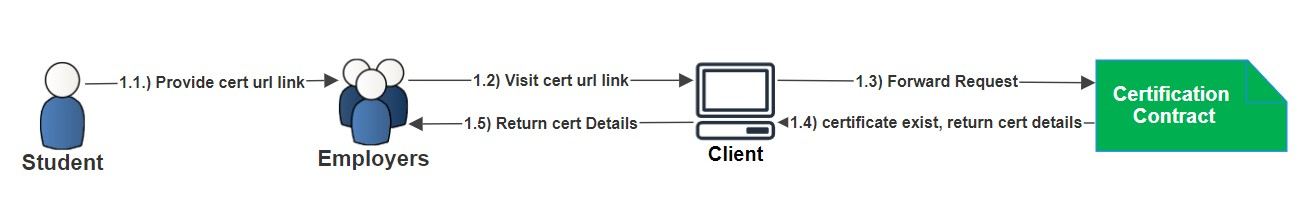 1.1.) Provide cert url link
1.2) Visit cert url link
1.3) Forward Request
Certification
Contract
1.5) Return cert Details
1.4) certificate exist, return cert details
Student
Employers
Client